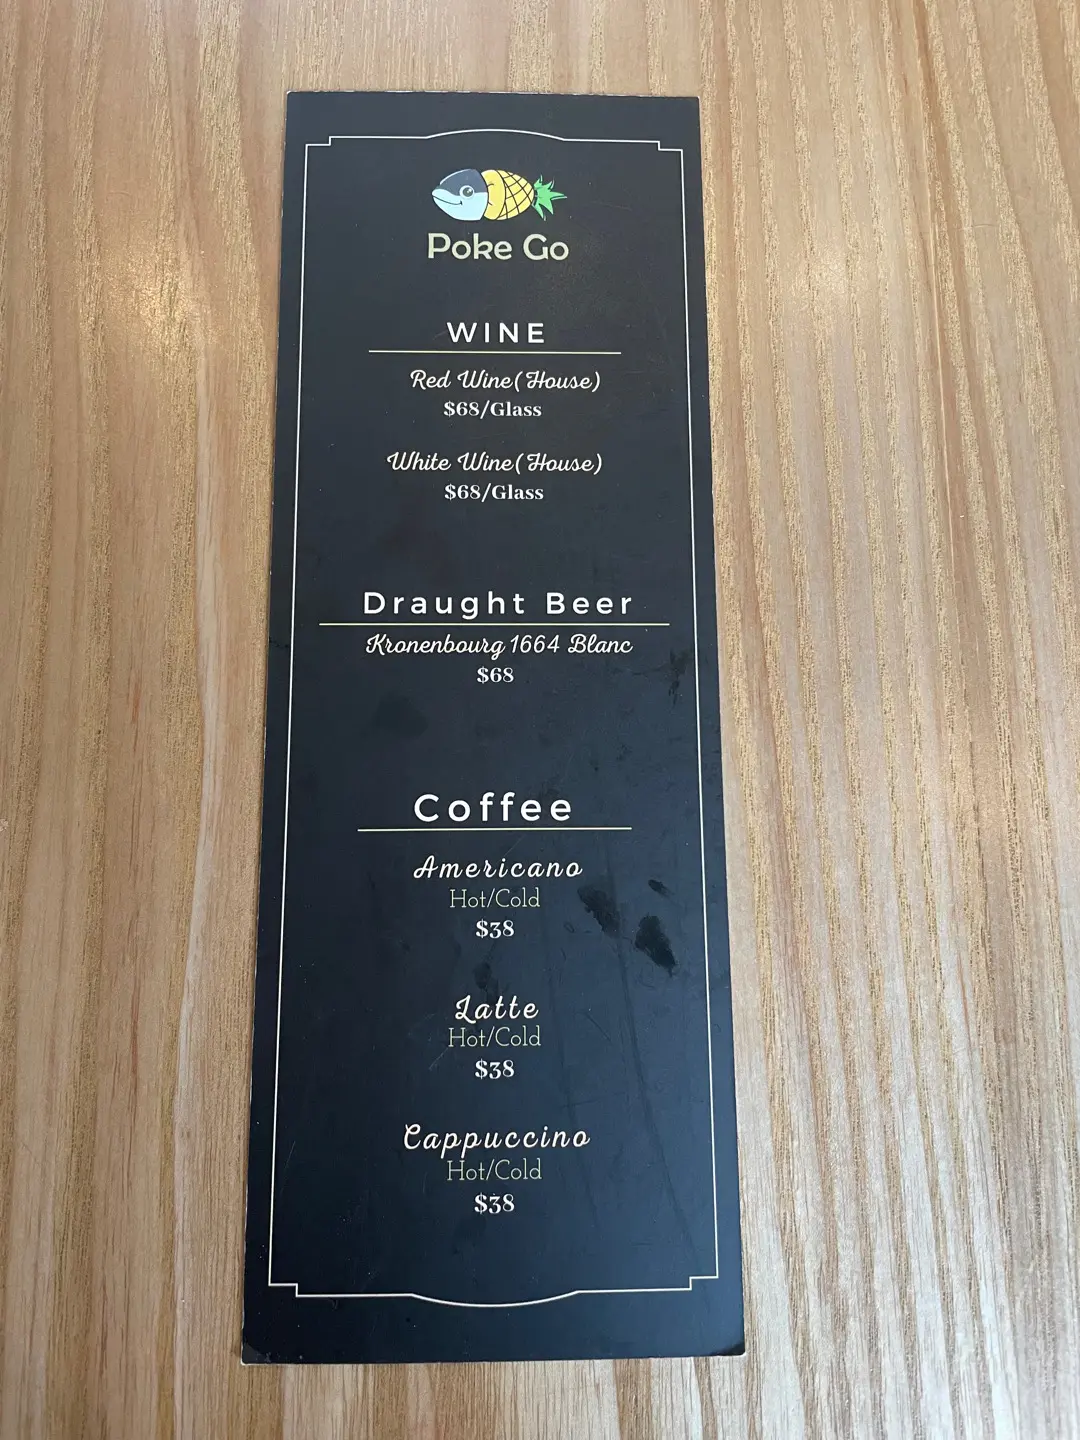 Poke Go
WINE
Red Wine(House)
$68/Glass
White Wine(House)
$68/Glass
Draught Beer
Kronenbourg 1664 Blanc
$68
Coffee
Americano
Hot/Cold
$38
Latte
Hot/Cold
$38
Cappuccino
Hot/Cold
$38